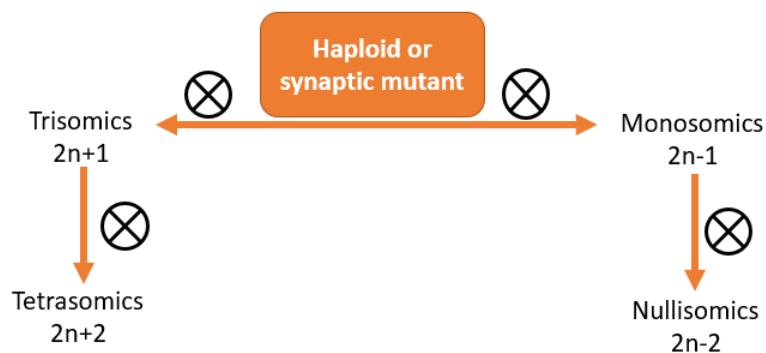 Haploid or
synaptic mutant
Trisomics
2n+1
Monosomics
2n-1
Tetrasomics
2n+2
Nullisomics
2n-2